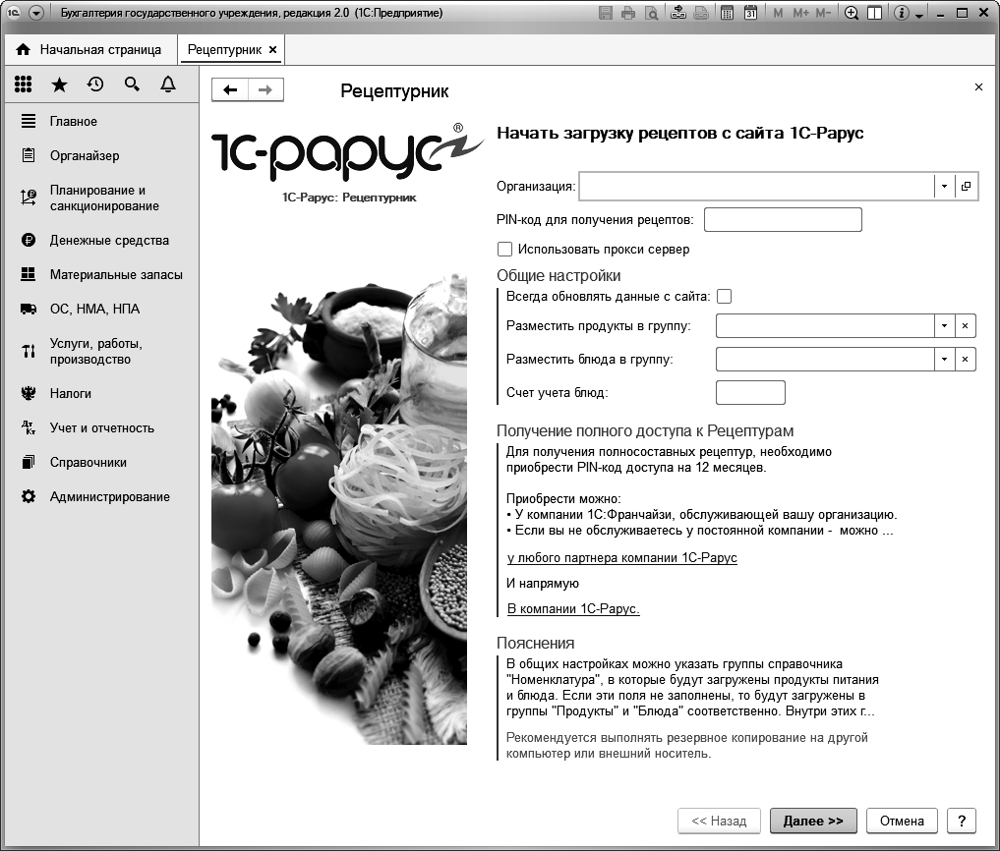 Бухгалтерия государственного учреждения, редакция 2.0 (1С:Предприятие)
M M+ M-
Начальная страница
Рецептурник ×
Главное
Органайзер
Планирование и
санкционирование
Денежные средства
Материальные запасы
ОС, НМА, НПА
Услуги, работы,
производство
Налоги
Учет и отчетность
Справочники
Администрирование
Рецептурник
1С-рарус®
1С-Рарус: Рецептурник
Начать загрузку рецептов с сайта 1С-Рарус
Организация:
PIN-код для получения рецептов:
Использовать прокси сервер
Общие настройки
Всегда обновлять данные с сайта:
Разместить продукты в группу:
Разместить блюда в группу:
Счет учета блюд:
Получение полного доступа к Рецептурам
Для получения полносоставных рецептур, необходимо
приобрести PIN-код доступа на 12 месяцев.
Приобрести можно:
• У компании 1С:Франчайзи, обслуживающей вашу организацию.
• Если вы не обслуживаетесь у постоянной компании - можно ...
у любого партнера компании 1С-Рарус
И напрямую
В компании 1С-Рарус.
Пояснения
В общих настройках можно указать группы справочника
"Номенклатура", в которые будут загружены продукты питания
и блюда. Если эти поля не заполнены, то будут загружены в
группы "Продукты" и "Блюда" соответственно. Внутри этих г...
Рекомендуется выполнять резервное копирование на другой
компьютер или внешний носитель.
<< Назад
Далее >>
Отмена
?